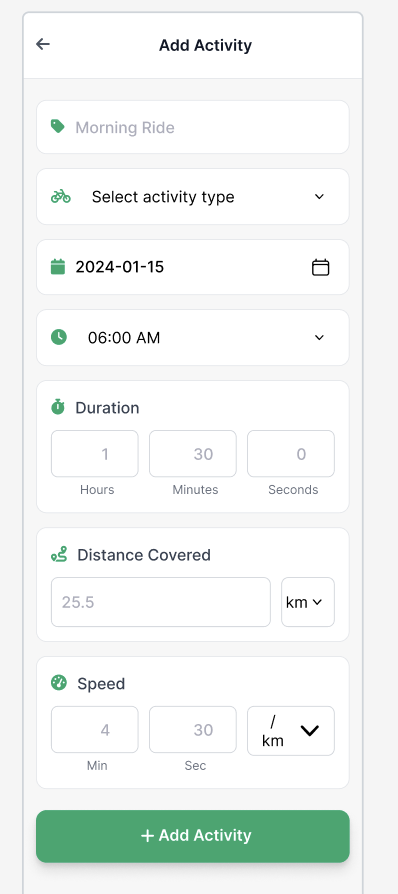 Add Activity
Morning Ride
Select activity type
2024-01-15
06:00 AM
Duration
1 30 0
Hours Minutes Seconds
Distance Covered
25.5 km
Speed
4 30 /
km
Min Sec
+ Add Activity